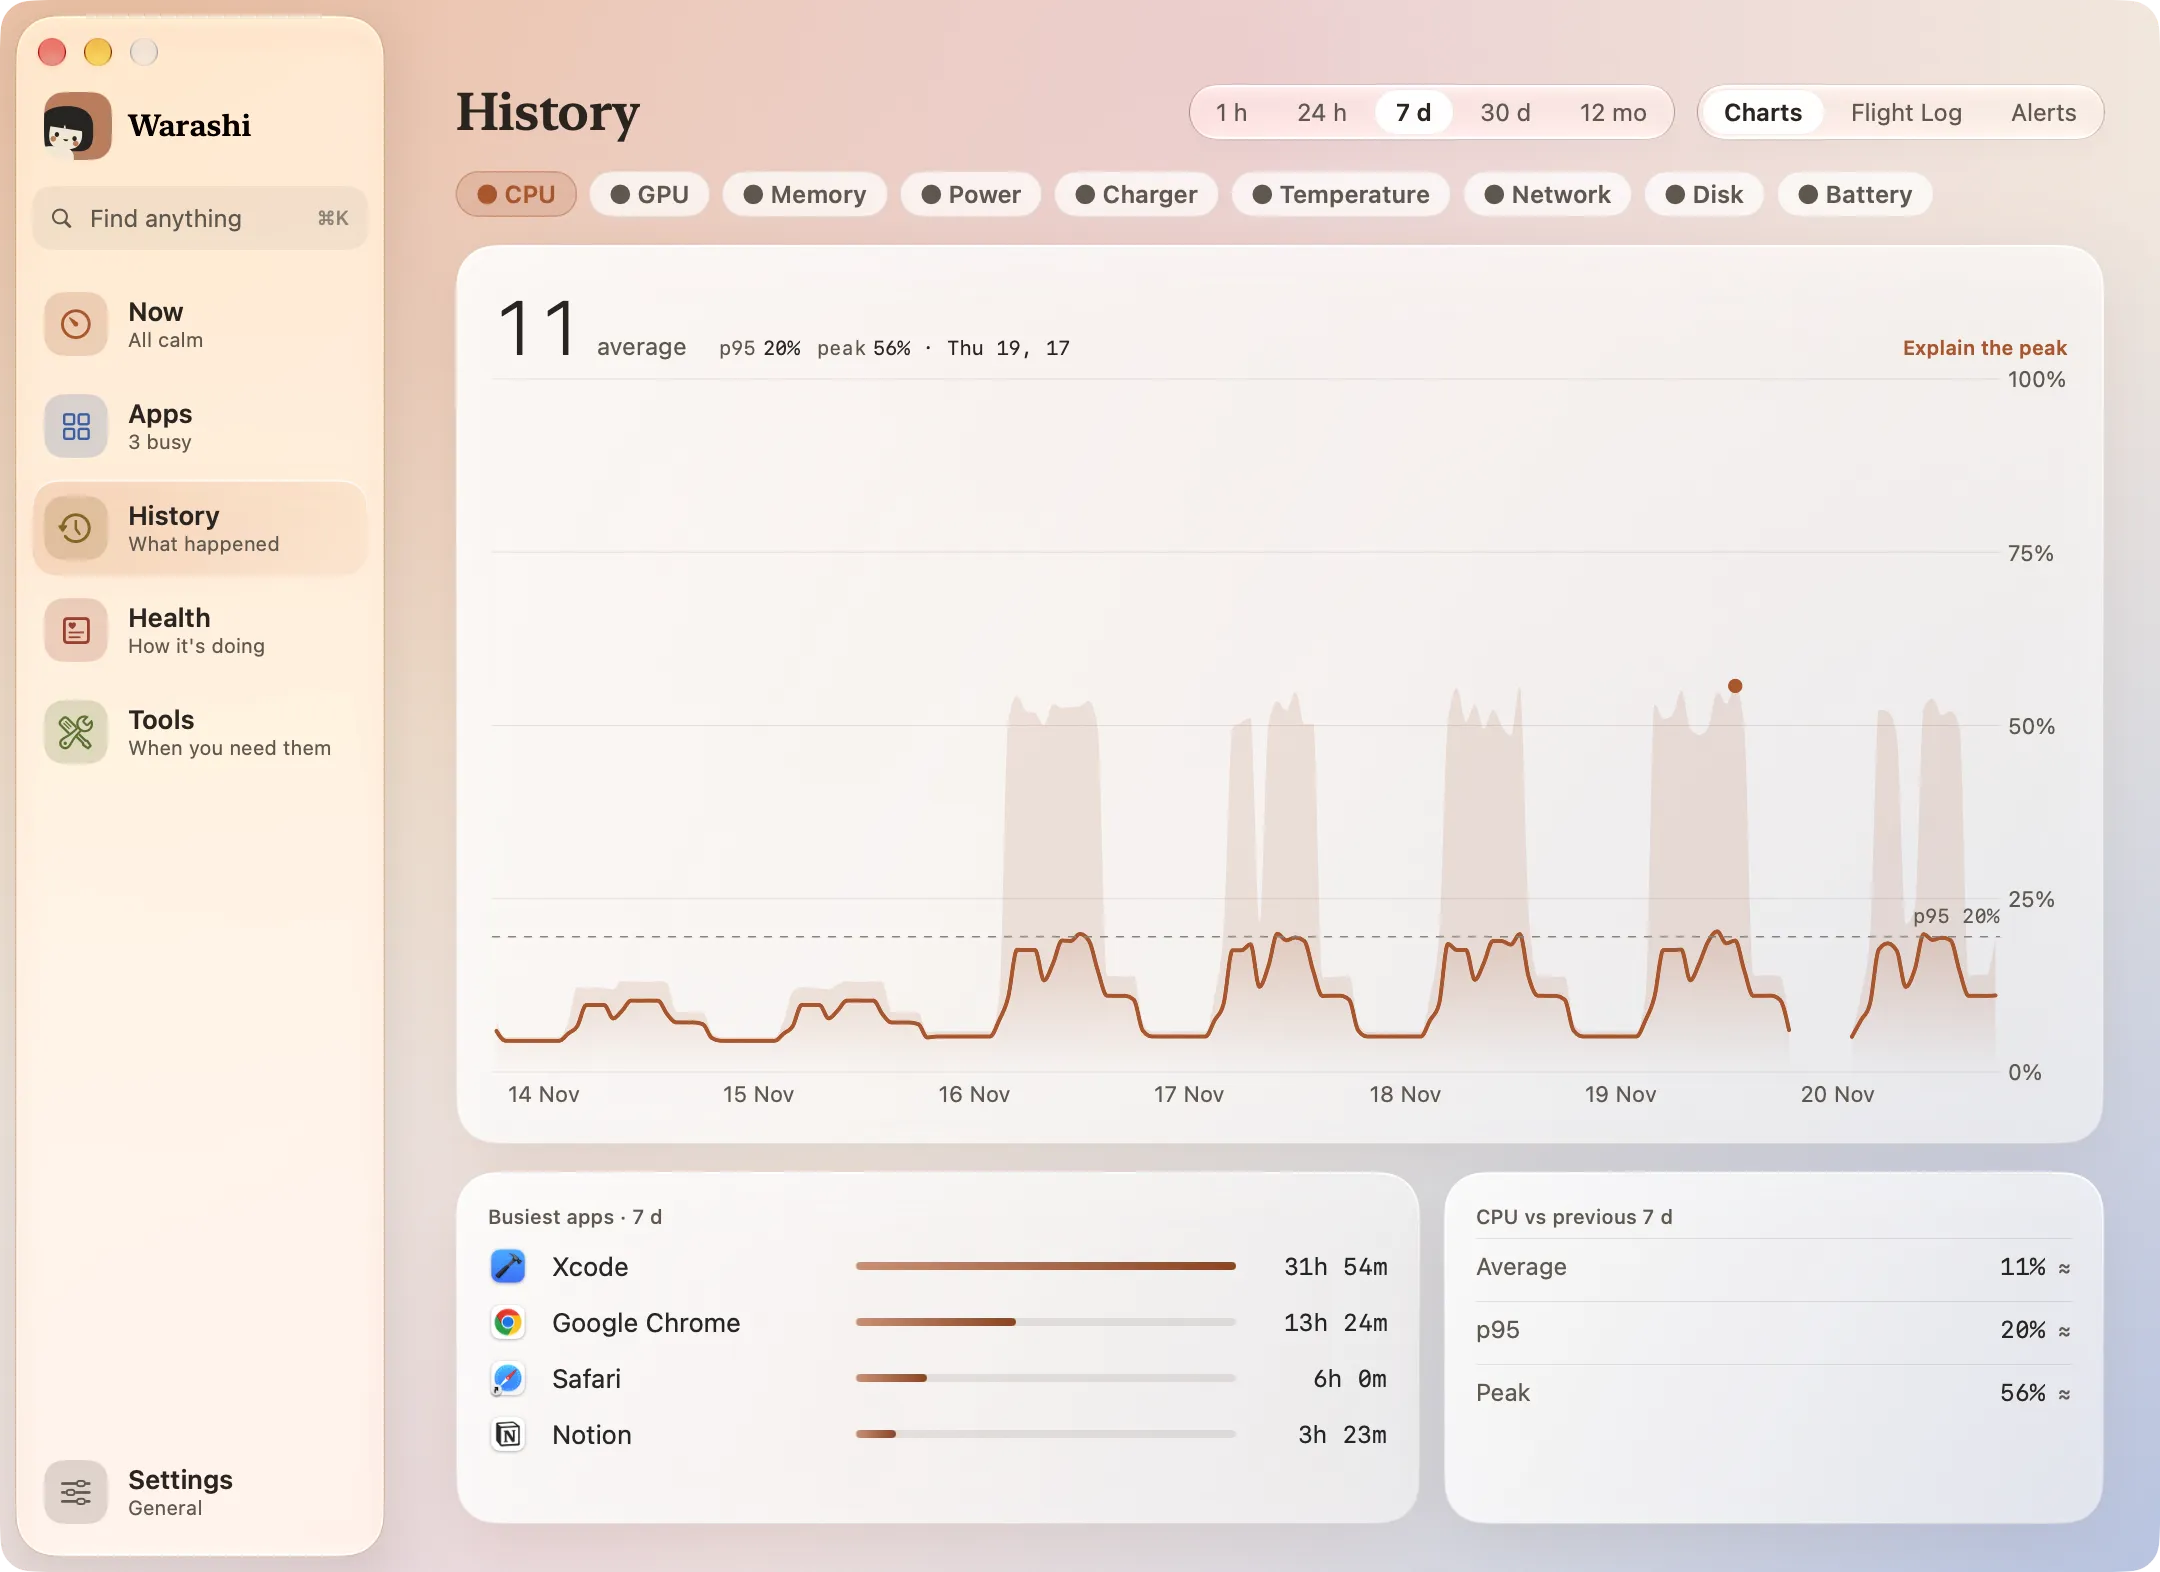 Warashi
Find anything ⌘K
Now
All calm
Apps
3 busy
History
What happened
Health
How it's doing
Tools
When you need them
Settings
General
History
1 h 24 h 7 d 30 d 12 mo
Charts Flight Log Alerts
CPU GPU Memory Power Charger Temperature Network Disk Battery
11 average p95 20% peak 56% · Thu 19, 17
Explain the peak
100%
75%
50%
25%
p95 20%
0%
14 Nov 15 Nov 16 Nov 17 Nov 18 Nov 19 Nov 20 Nov
Busiest apps · 7 d
Xcode 31h 54m
Google Chrome 13h 24m
Safari 6h 0m
Notion 3h 23m
CPU vs previous 7 d
Average 11% ≈
p95 20% ≈
Peak 56% ≈